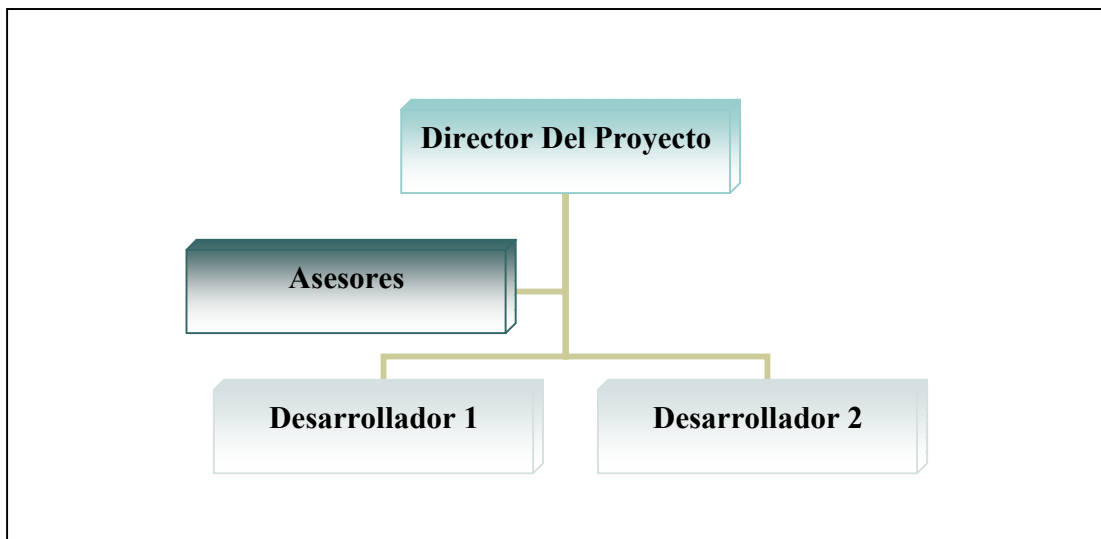 Director Del Proyecto
Asesores
Desarrollador 1
Desarrollador 2